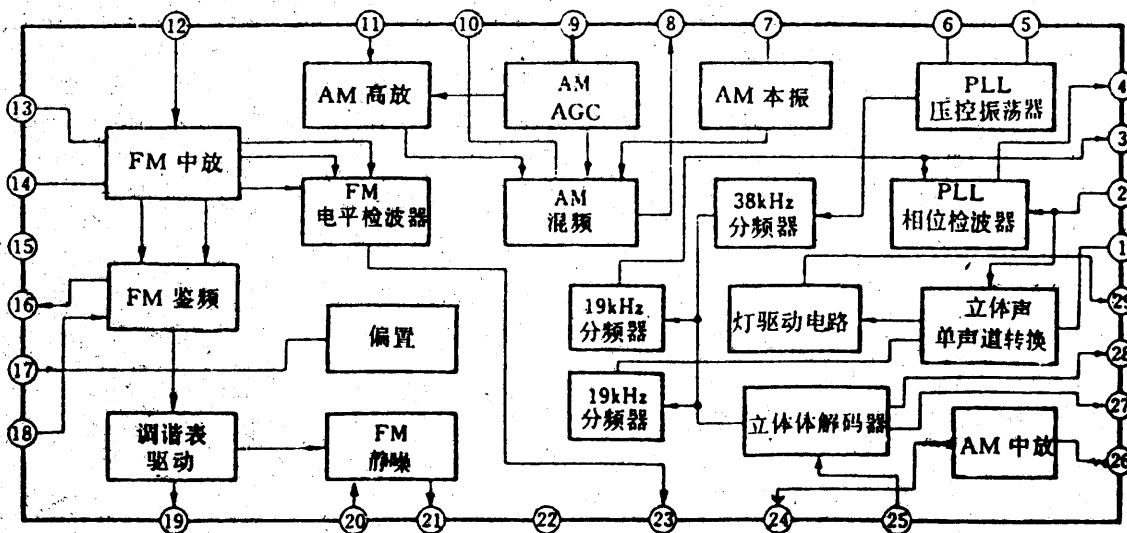 12
11
10
9
8
7
6
5
AM 高放
AM
AGC
AM 本振
PLL
压控振荡器
4
13
3
FM 中放
14
FM
电平检波器
AM
混频
38kHz
分频器
PLL
相位检波器
2
15
1
FM 鉴频
16
19kHz
分频器
灯驱动电路
立体声
单声道转换
29
偏置
17
28
19kHz
分频器
立体体解码器
27
18
调谐表
驱动
FM
静噪
AM 中放
26
19
20
21
22
23
24
25